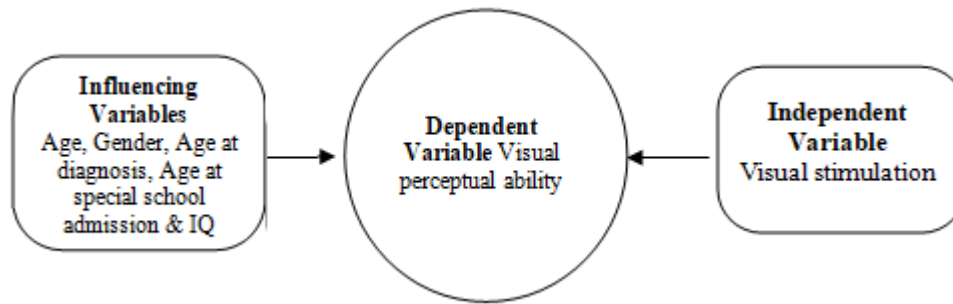 Influencing
Variables
Age, Gender, Age at
diagnosis, Age at
special school
admission & IQ
Dependent
Variable Visual
perceptual ability
Independent
Variable
Visual stimulation